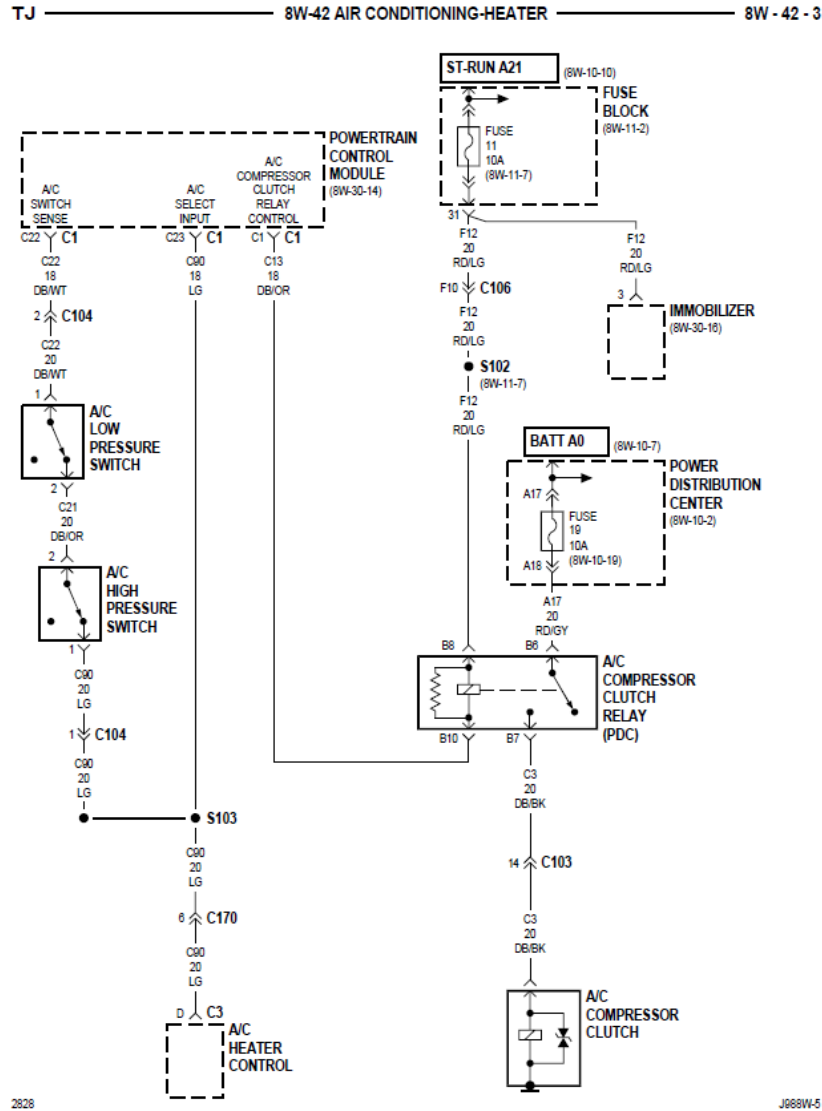 TJ 8W-42 AIR CONDITIONING-HEATER 8W - 42 - 3
ST-RUN A21 (8W-10-10)
FUSE
BLOCK
(8W-11-2)
FUSE
11
10A
(8W-11-7)
POWERTRAIN
CONTROL
MODULE
(8W-30-14)
A/C
SWITCH
SENSE
A/C
SELECT
INPUT
A/C
COMPRESSOR
CLUTCH
RELAY
CONTROL
C22 C1
C23 C1
C1 C1
C22
18
DB/WT
C90
18
LG
C13
18
DB/OR
31
F12
20
RD/LG
F12
20
RD/LG
F10 C106
3
IMMOBILIZER
(8W-30-16)
2 C104
F12
20
RD/LG
C22
20
DB/WT
S102
(8W-11-7)
1
A/C
LOW
PRESSURE
SWITCH
2
F12
20
RD/LG
BATT A0 (8W-10-7)
POWER
DISTRIBUTION
CENTER
(8W-10-2)
A17
FUSE
19
10A
(8W-10-19)
A18
C21
20
DB/OR
2
A/C
HIGH
PRESSURE
SWITCH
1
A17
20
RD/GY
B8
B6
A/C
COMPRESSOR
CLUTCH
RELAY
(PDC)
B10
B7
C90
20
LG
1 C104
C90
20
LG
S103
C3
20
DB/BK
14 C103
C90
20
LG
6 C170
C3
20
DB/BK
C90
20
LG
D C3
A/C
HEATER
CONTROL
A/C
COMPRESSOR
CLUTCH
2828
J988W-5